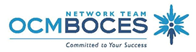 NETWORK TEAM
OCMBOCES
Committed to Your Success